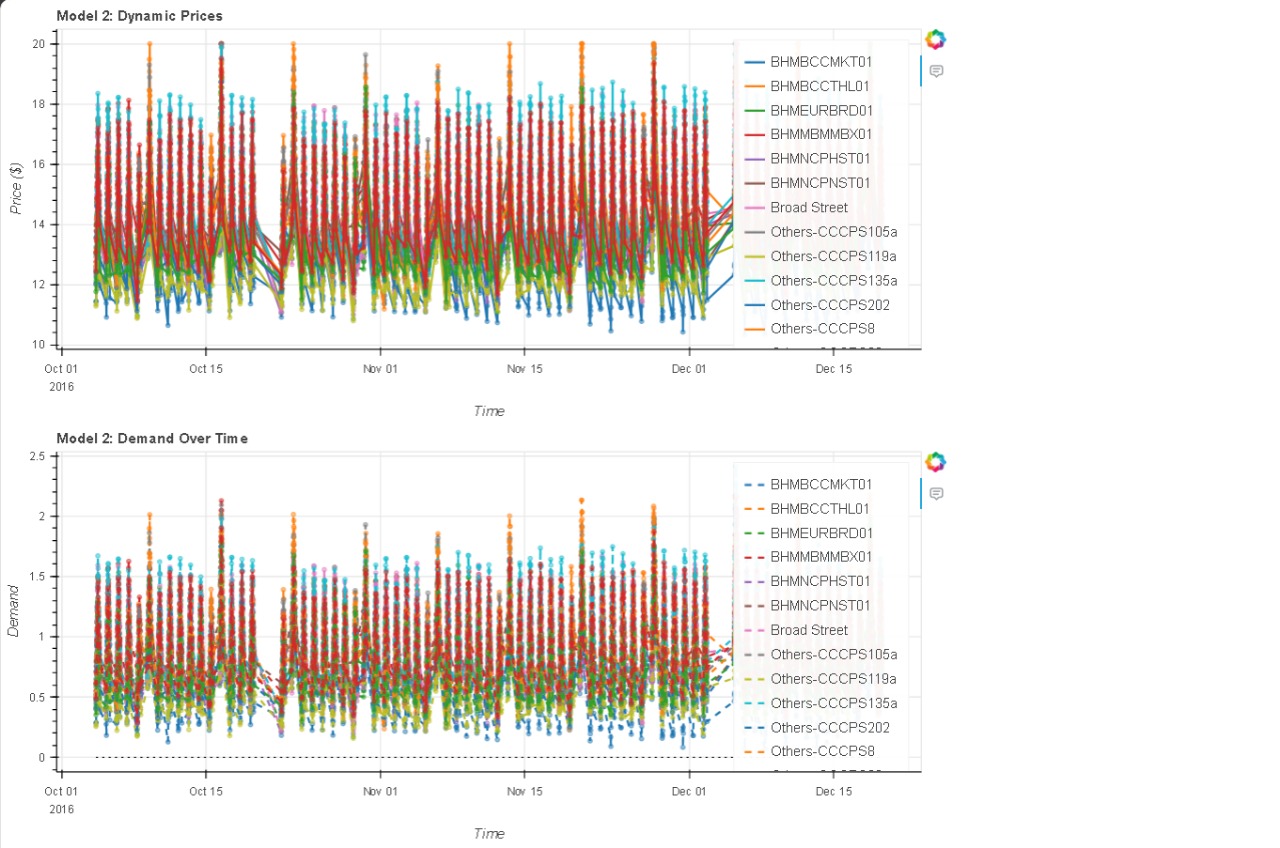 Model 2: Dynamic Prices
Price ($)
20
18
16
14
12
10
BHMBCCMKT01
BHMBCCTHL01
BHMEURBRD01
BHMMBMMBX01
BHMNCPHST01
BHMNCPNST01
Broad Street
Others-CCCPS105a
Others-CCCPS119a
Others-CCCPS135a
Others-CCCPS202
Others-CCCPS8
Oct 01
2016
Oct 15
Nov 01
Nov 15
Dec 01
Dec 15
Time
Model 2: Demand Over Time
Demand
2.5
2
1.5
1
0.5
0
BHMBCCMKT01
BHMBCCTHL01
BHMEURBRD01
BHMMBMMBX01
BHMNCPHST01
BHMNCPNST01
Broad Street
Others-CCCPS105a
Others-CCCPS119a
Others-CCCPS135a
Others-CCCPS202
Others-CCCPS8
Oct 01
2016
Oct 15
Nov 01
Nov 15
Dec 01
Dec 15
Time